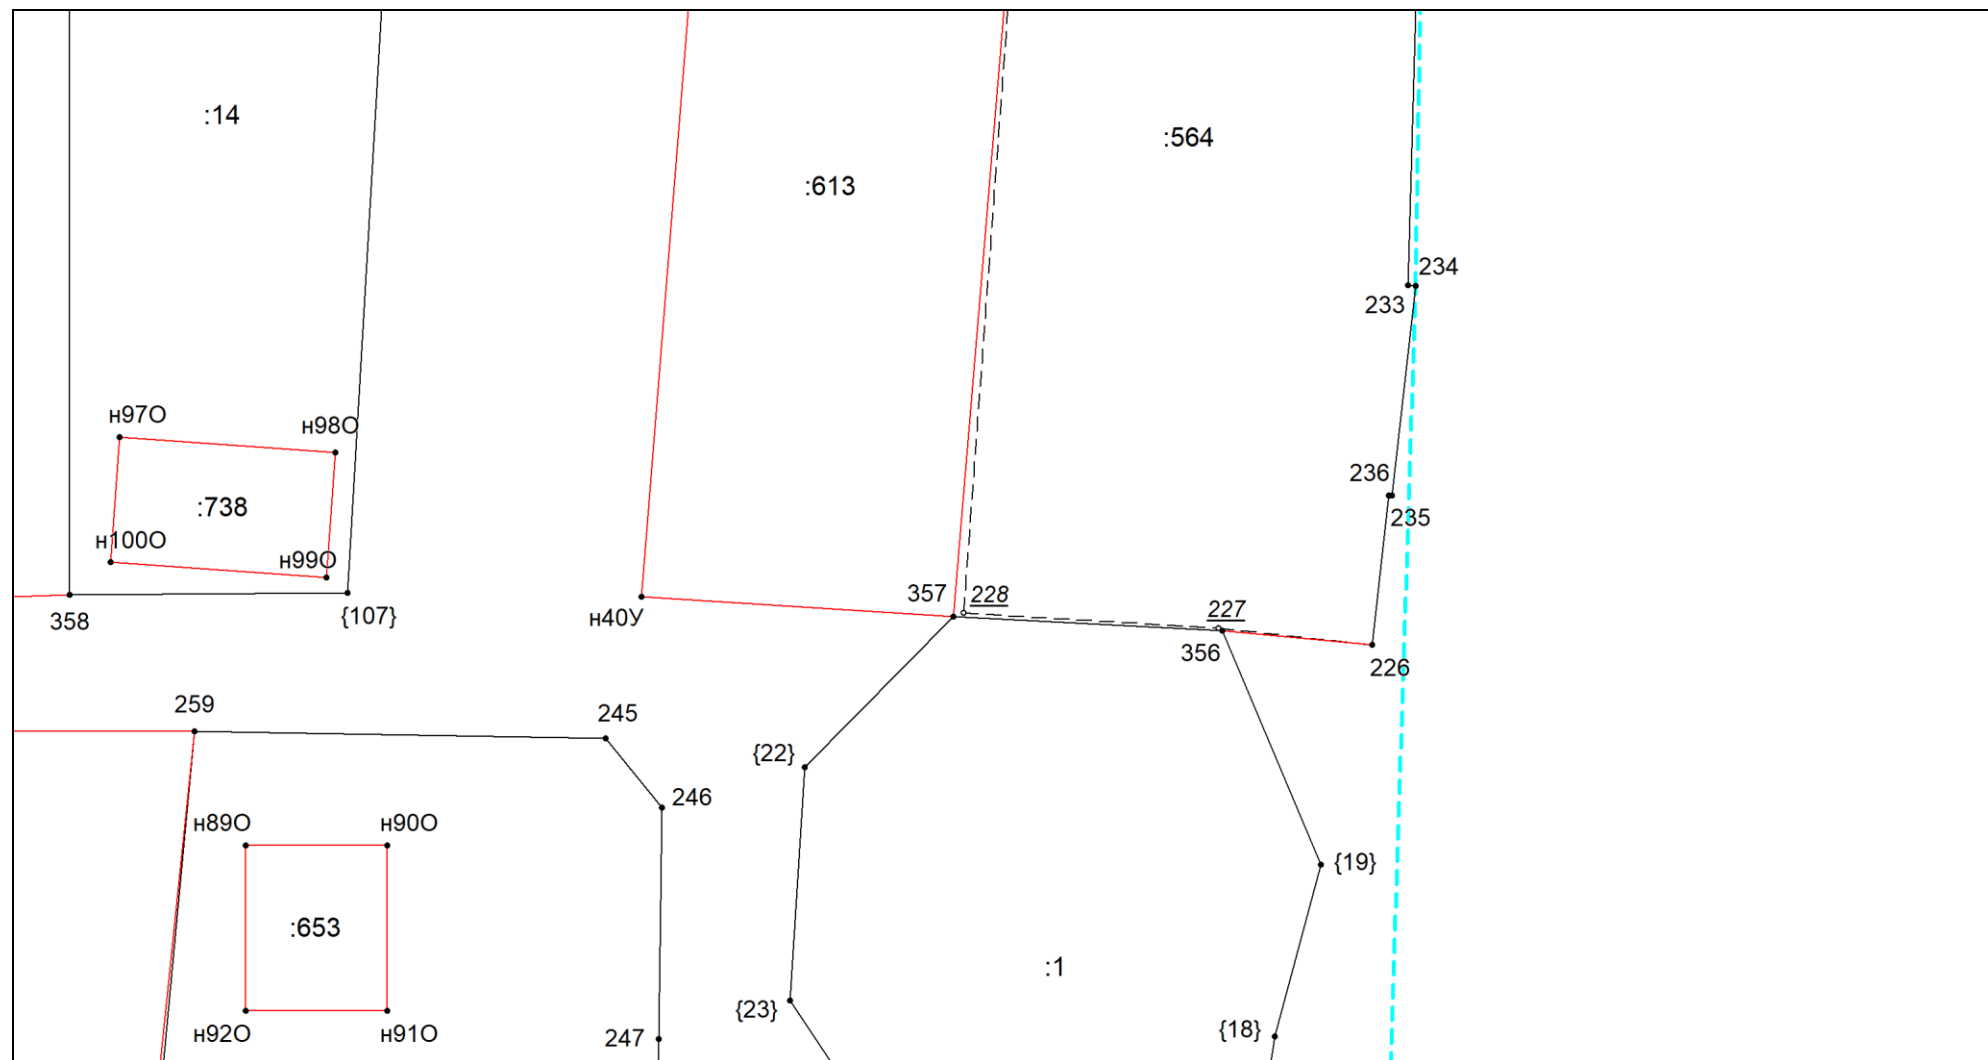 :14
:564
:613
234
233
н97О
н98О
236
:738
235
н100О
н99О
357
228
227
358
{107}
н40У
356
226
259
245
{22}
246
н89О
н90О
{19}
:653
:1
{23}
н92О
н91О
247
{18}